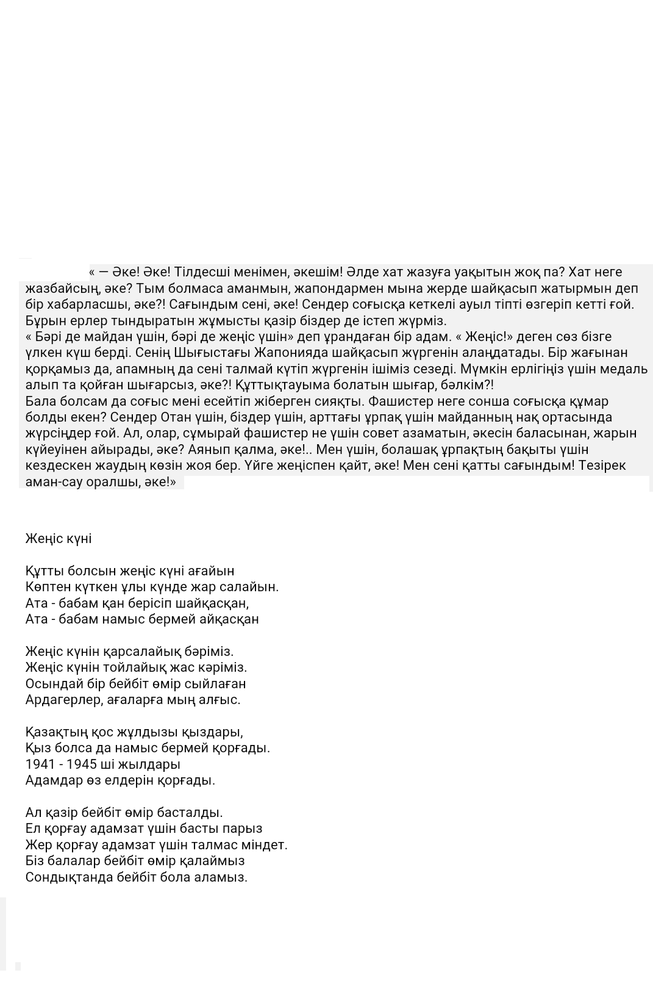 « — Әке! Әке! Тілдесші менімен, әкешім! Әлде хат жазуға уақытын жоқ па? Хат неге
жазбайсың, әке? Тым болмаса аманмын, жапондармен мына жерде шайқасып жатырмын деп
бір хабарласшы, әке?! Сағындым сені, әке! Сендер соғысқа кеткелі ауыл тіпті өзгеріп кетті ғой.
Бұрын ерлер тындыратын жұмысты қазір біздер де істеп жүрміз.
« Бәрі де майдан үшін, бәрі де жеңіс үшін» деп ұрандаған бір адам. « Жеңіс!» деген сөз бізге
үлкен күш берді. Сенің Шығыстағы Жапонияда шайқасып жүргенін алаңдатады. Бір жағынан
қорқамыз да, апамның да сені талмай күтіп жүргенін ішіміз сезеді. Мүмкін ерлігіңіз үшін медаль
алып та қойған шығарсыз, әке?! Құттықтауыма болатын шығар, бәлкім?!
Бала болсам да соғыс мені есейтіп жіберген сияқты. Фашистер неге сонша соғысқа құмар
болды екен? Сендер Отан үшін, біздер үшін, арттағы ұрпақ үшін майданның нақ ортасында
жүрсіңдер ғой. Ал, олар, сұмырай фашистер не үшін совет азаматын, әкесін баласынан, жарын
күйеуінен айырады, әке? Аянып қалма, әке!.. Мен үшін, болашақ ұрпақтың бақыты үшін
кездескен жаудың көзін жоя бер. Үйге жеңіспен қайт, әке! Мен сені қатты сағындым! Тезірек
аман-сау оралшы, әке!»
Жеңіс күні
Құтты болсын жеңіс күні ағайын
Көптен күткен ұлы күнде жар салайын.
Ата - бабам қан берісіп шайқасқан,
Ата - бабам намыс бермей айқасқан
Жеңіс күнін қарсалайық бәріміз.
Жеңіс күнін тойлайық жас кәріміз.
Осындай бір бейбіт өмір сыйлаған
Ардагерлер, ағаларға мың алғыс.
Қазақтың қос жұлдызы қыздары,
Қыз болса да намыс бермей қорғады.
1941 - 1945 ші жылдары
Адамдар өз елдерін қорғады.
Ал қазір бейбіт өмір басталды.
Ел қорғау адамзат үшін басты парыз
Жер қорғау адамзат үшін талмас міндет.
Біз балалар бейбіт өмір қалаймыз
Сондықтанда бейбіт бола аламыз.